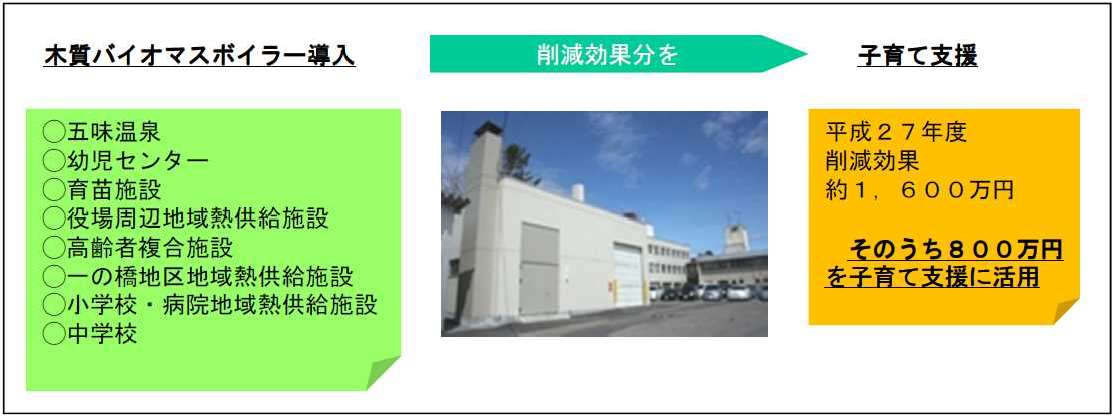 木質バイオマスボイラー導入
削減効果分を
子育て支援
○五味温泉
○幼児センター
○育苗施設
○役場周辺地域熱供給施設
○高齢者複合施設
○一の橋地区地域熱供給施設
○小学校・病院地域熱供給施設
○中学校
平成２７年度
削減効果
約１，６００万円
そのうち８００万円
を子育て支援に活用